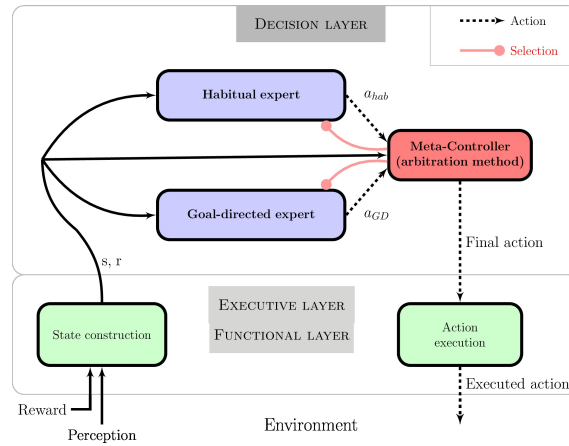 DECISION LAYER
Action
Selection
Habitual expert
a_hab
Meta-Controller
(arbitration method)
Goal-directed expert
a_GD
Final action
s, r
EXECUTIVE LAYER
FUNCTIONAL LAYER
State construction
Action
execution
Executed action
Reward
Perception
Environment